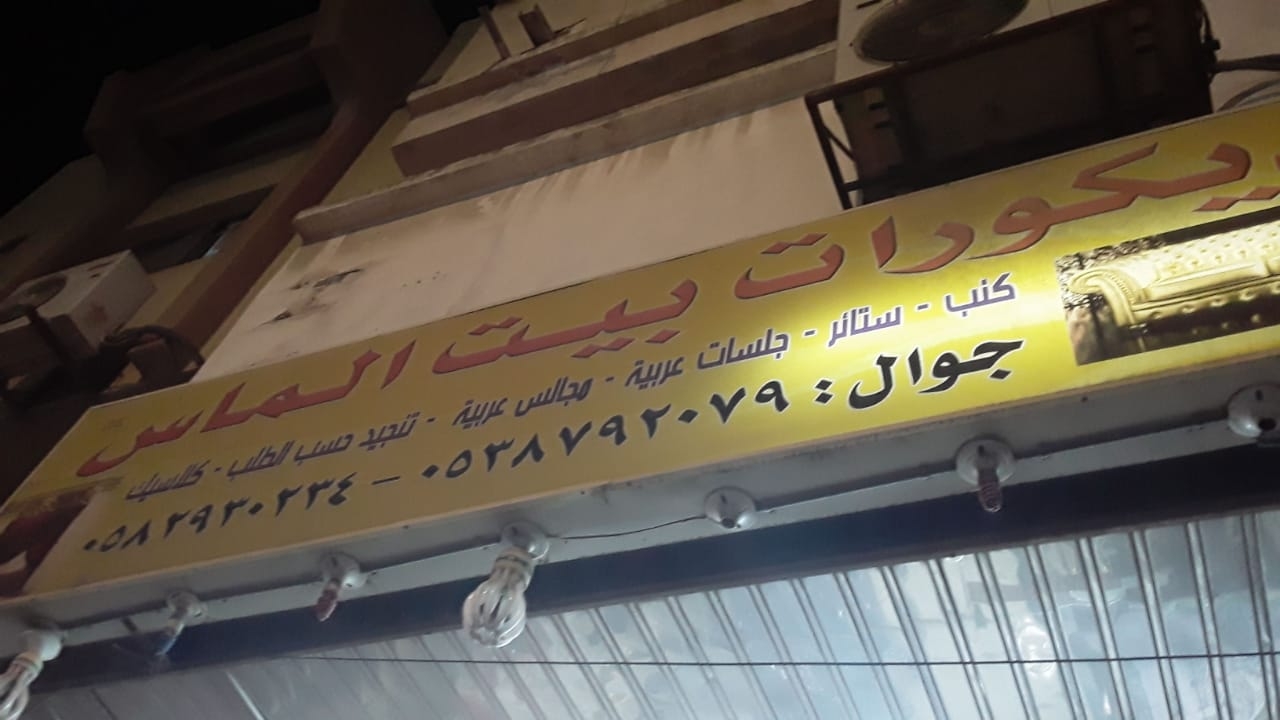 يكورات بيت الماس
كنب - ستائر - جلسات عربية - مجالس عربية - تنجيد حسب الطلب - كلاسيك
جوال : ٠٥٣٨٧٩٢٠٧٩ - ٠٥٨٢٩٣٠٢٣٤